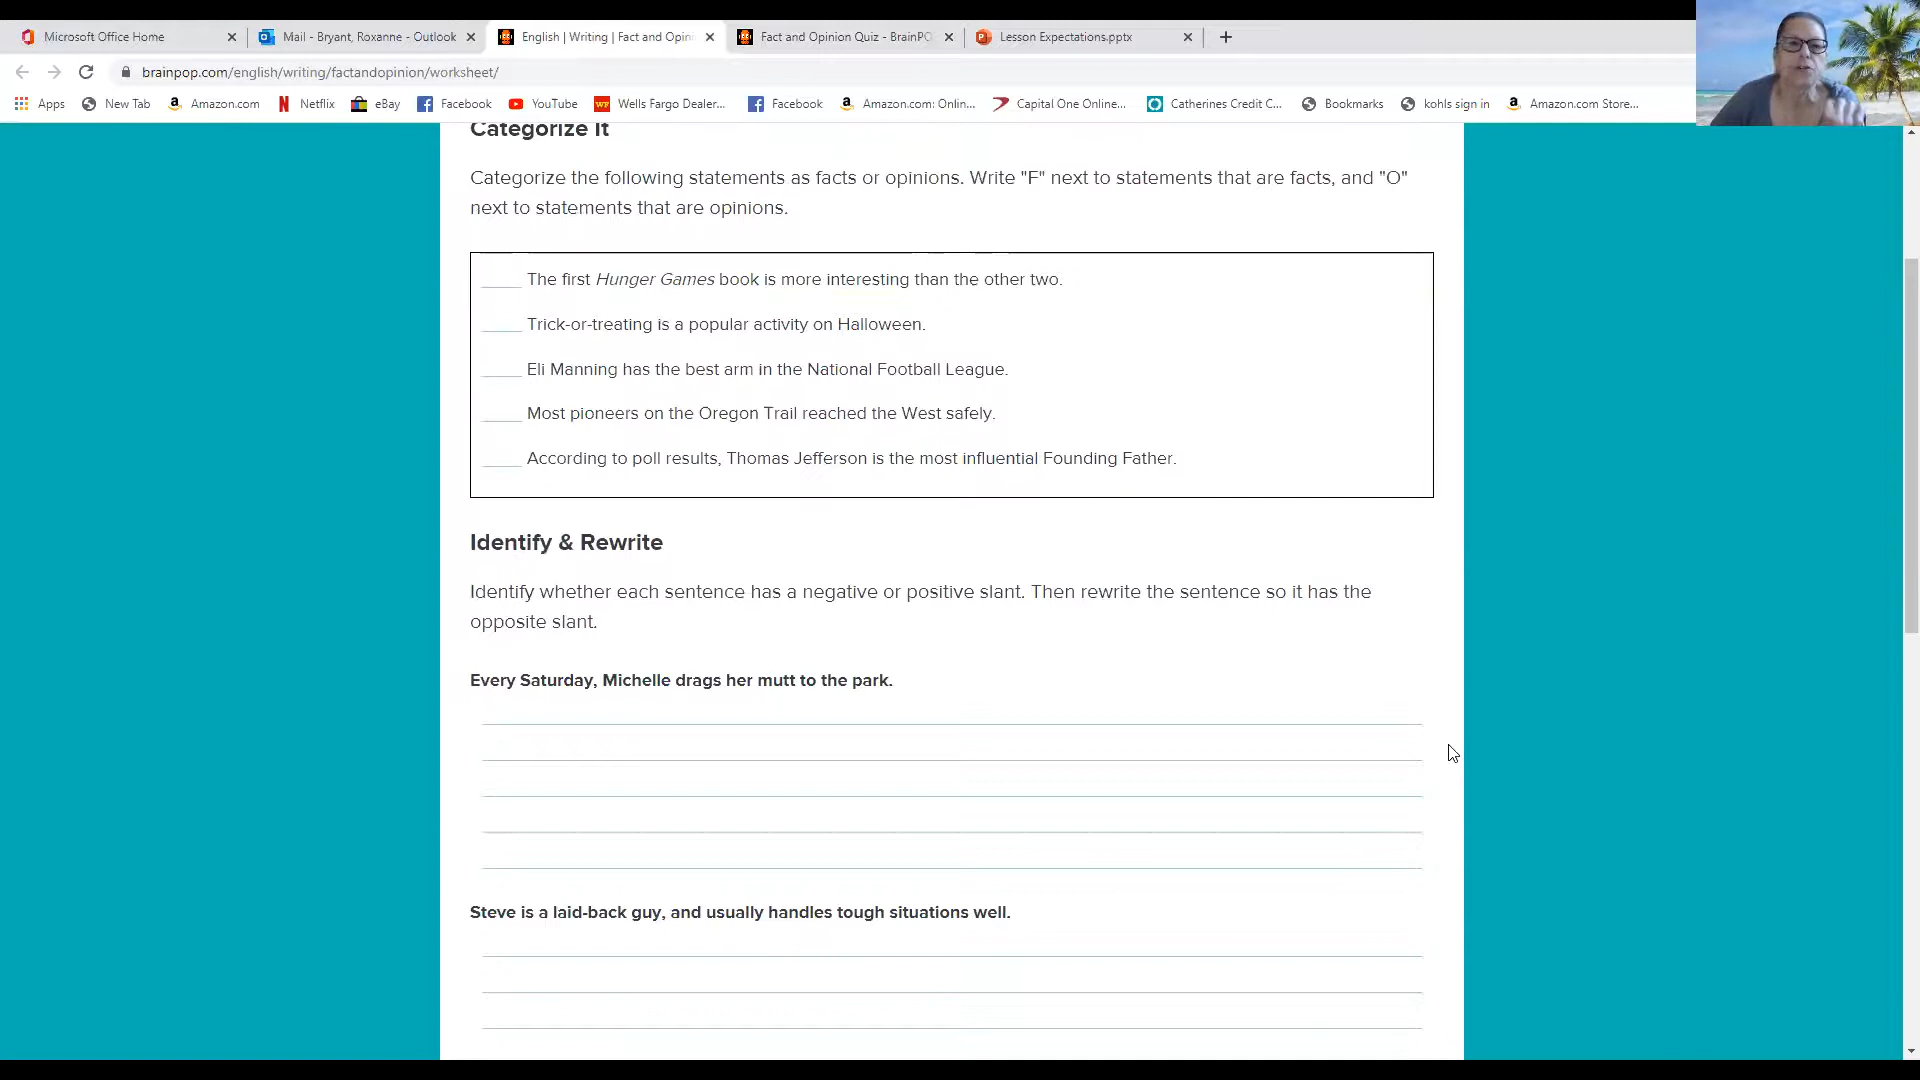 Microsoft Office Home
Mail - Bryant, Roxanne - Outlook
English | Writing | Fact and Opin
Fact and Opinion Quiz - BrainPO
Lesson Expectations.pptx
brainpop.com/english/writing/factandopinion/worksheet/
Apps
New Tab
Amazon.com
Netflix
eBay
Facebook
YouTube
Wells Fargo Dealer...
Facebook
Amazon.com: Onlin...
Capital One Online...
Catherines Credit C...
Bookmarks
kohls sign in
Amazon.com Store...
Categorize It
Categorize the following statements as facts or opinions. Write "F" next to statements that are facts, and "O"
next to statements that are opinions.
____ The first Hunger Games book is more interesting than the other two.
____ Trick-or-treating is a popular activity on Halloween.
____ Eli Manning has the best arm in the National Football League.
____ Most pioneers on the Oregon Trail reached the West safely.
____ According to poll results, Thomas Jefferson is the most influential Founding Father.
Identify & Rewrite
Identify whether each sentence has a negative or positive slant. Then rewrite the sentence so it has the
opposite slant.
Every Saturday, Michelle drags her mutt to the park.
Steve is a laid-back guy, and usually handles tough situations well.